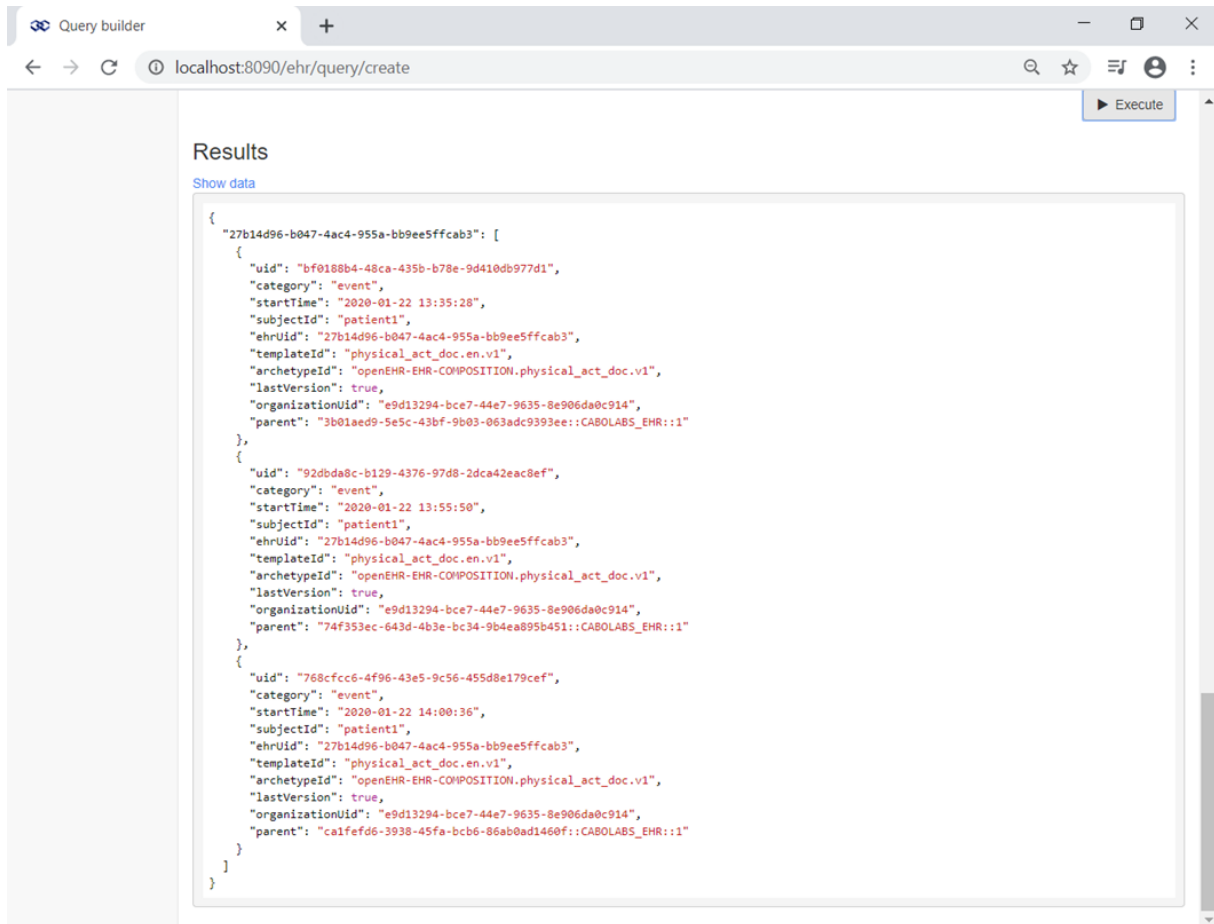 Query builder
localhost:8090/ehr/query/create
Execute
Results
Show data
{
"27b14d96-b047-4ac4-955a-bb9ee5ffcab3": [
{
"uid": "bf0188b4-48ca-435b-b78e-9d410db977d1",
"category": "event",
"startTime": "2020-01-22 13:35:28",
"subjectId": "patient1",
"ehrUid": "27b14d96-b047-4ac4-955a-bb9ee5ffcab3",
"templateId": "physical_act_doc.en.v1",
"archetypeId": "openEHR-EHR-COMPOSITION.physical_act_doc.v1",
"lastVersion": true,
"organizationUid": "e9d13294-bce7-44e7-9635-8e906da0c914",
"parent": "3b01aed9-5e5c-43bf-9b03-063adc9393ee::CABOLABS_EHR::1"
},
{
"uid": "92dbda8c-b129-4376-97d8-2dca42eac8ef",
"category": "event",
"startTime": "2020-01-22 13:55:50",
"subjectId": "patient1",
"ehrUid": "27b14d96-b047-4ac4-955a-bb9ee5ffcab3",
"templateId": "physical_act_doc.en.v1",
"archetypeId": "openEHR-EHR-COMPOSITION.physical_act_doc.v1",
"lastVersion": true,
"organizationUid": "e9d13294-bce7-44e7-9635-8e906da0c914",
"parent": "74f353ec-643d-4b3e-bc34-9b4ea895b451::CABOLABS_EHR::1"
},
{
"uid": "768cfcc6-4f96-43e5-9c56-455d8e179cef",
"category": "event",
"startTime": "2020-01-22 14:00:36",
"subjectId": "patient1",
"ehrUid": "27b14d96-b047-4ac4-955a-bb9ee5ffcab3",
"templateId": "physical_act_doc.en.v1",
"archetypeId": "openEHR-EHR-COMPOSITION.physical_act_doc.v1",
"lastVersion": true,
"organizationUid": "e9d13294-bce7-44e7-9635-8e906da0c914",
"parent": "ca1fefd6-3938-45fa-bcb6-86ab0ad1460f::CABOLABS_EHR::1"
}
]
}